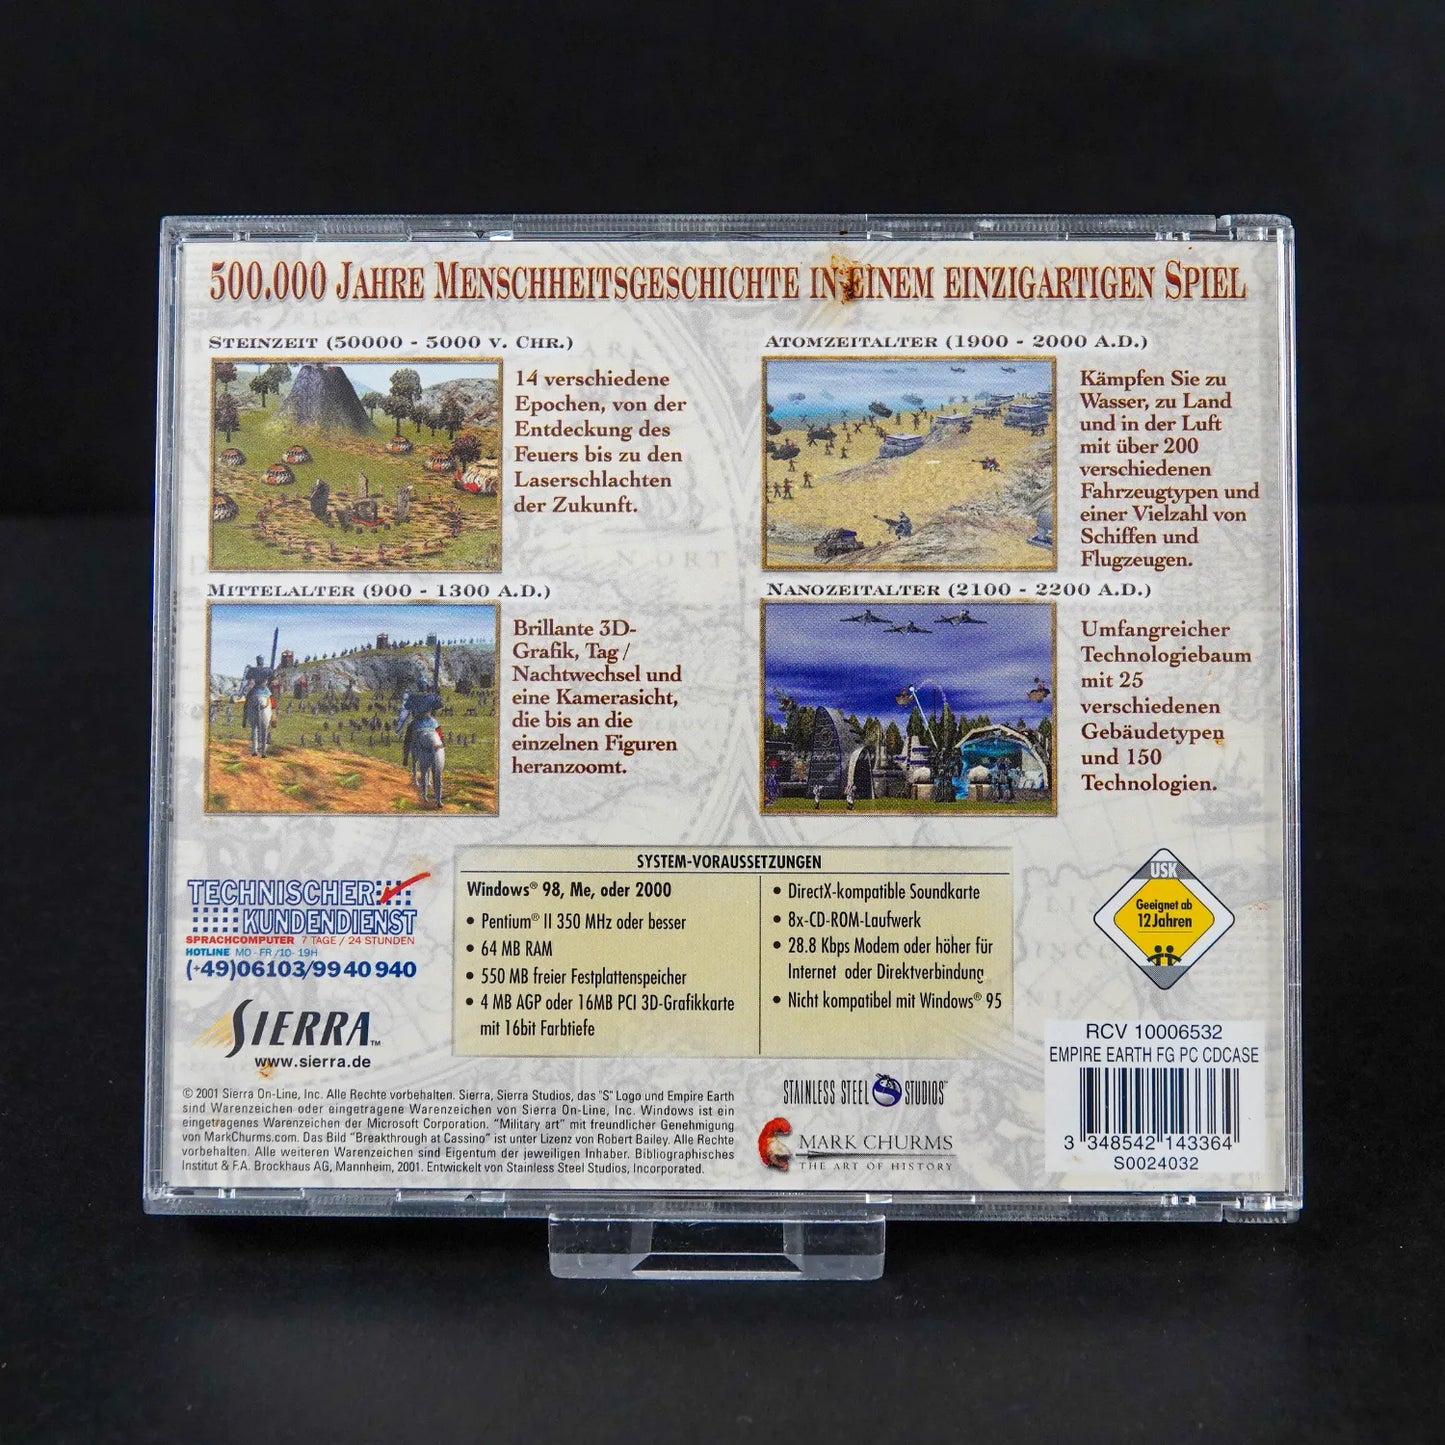 500.000 JAHRE MENSCHHEITSGESCHICHTE IN EINEM EINZIGARTIGEN SPIEL
STEINZEIT (50000 - 5000 V. CHR.)
14 verschiedene
Epochen, von der
Entdeckung des
Feuers bis zu den
Laserschlachten
der Zukunft.
ATOMZEITALTER (1900 - 2000 A.D.)
Kämpfen Sie zu
Wasser, zu Land
und in der Luft
mit über 200
verschiedenen
Fahrzeugtypen und
einer Vielzahl von
Schiffen und
Flugzeugen.
MITTELALTER (900 - 1300 A.D.)
Brillante 3D-
Grafik, Tag /
Nachtwechsel und
eine Kamerasicht,
die bis an die
einzelnen Figuren
heranzoomt.
NANOZEITALTER (2100 - 2200 A.D.)
Umfangreicher
Technologiebaum
mit 25
verschiedenen
Gebäudetypen
und 150
Technologien.
TECHNISCHER
KUNDENDIENST
SPRACHCOMPUTER 7 TAGE / 24 STUNDEN
HOTLINE MO - FR /10 - 19H
(+49)06103/99 40 940
SIERRA™
www.sierra.de
SYSTEM-VORAUSSETZUNGEN
Windows® 98, Me, oder 2000
• Pentium® II 350 MHz oder besser
• 64 MB RAM
• 550 MB freier Festplattenspeicher
• 4 MB AGP oder 16MB PCI 3D-Grafikkarte
mit 16bit Farbtiefe
• DirectX-kompatible Soundkarte
• 8x-CD-ROM-Laufwerk
• 28.8 Kbps Modem oder höher für
Internet oder Direktverbindung
• Nicht kompatibel mit Windows® 95
USK
Geeignet ab
12 Jahren
RCV 10006532
EMPIRE EARTH FG PC CDCASE
3 348542 143364
S0024032
© 2001 Sierra On-Line, Inc. Alle Rechte vorbehalten. Sierra, Sierra Studios, das "S" Logo und Empire Earth
sind Warenzeichen oder eingetragene Warenzeichen von Sierra On-Line, Inc. Windows ist ein
eingetragenes Warenzeichen der Microsoft Corporation. "Military art" mit freundlicher Genehmigung
von MarkChurms.com. Das Bild "Breakthrough at Cassino" ist unter Lizenz von Robert Bailey. Alle Rechte
vorbehalten. Alle weiteren Warenzeichen sind Eigentum der jeweiligen Inhaber. Bibliographisches
Institut & F.A. Brockhaus AG, Mannheim, 2001. Entwickelt von Stainless Steel Studios, Incorporated.
STAINLESS STEEL S STUDIOS™
MARK CHURMS
THE ART OF HISTORY